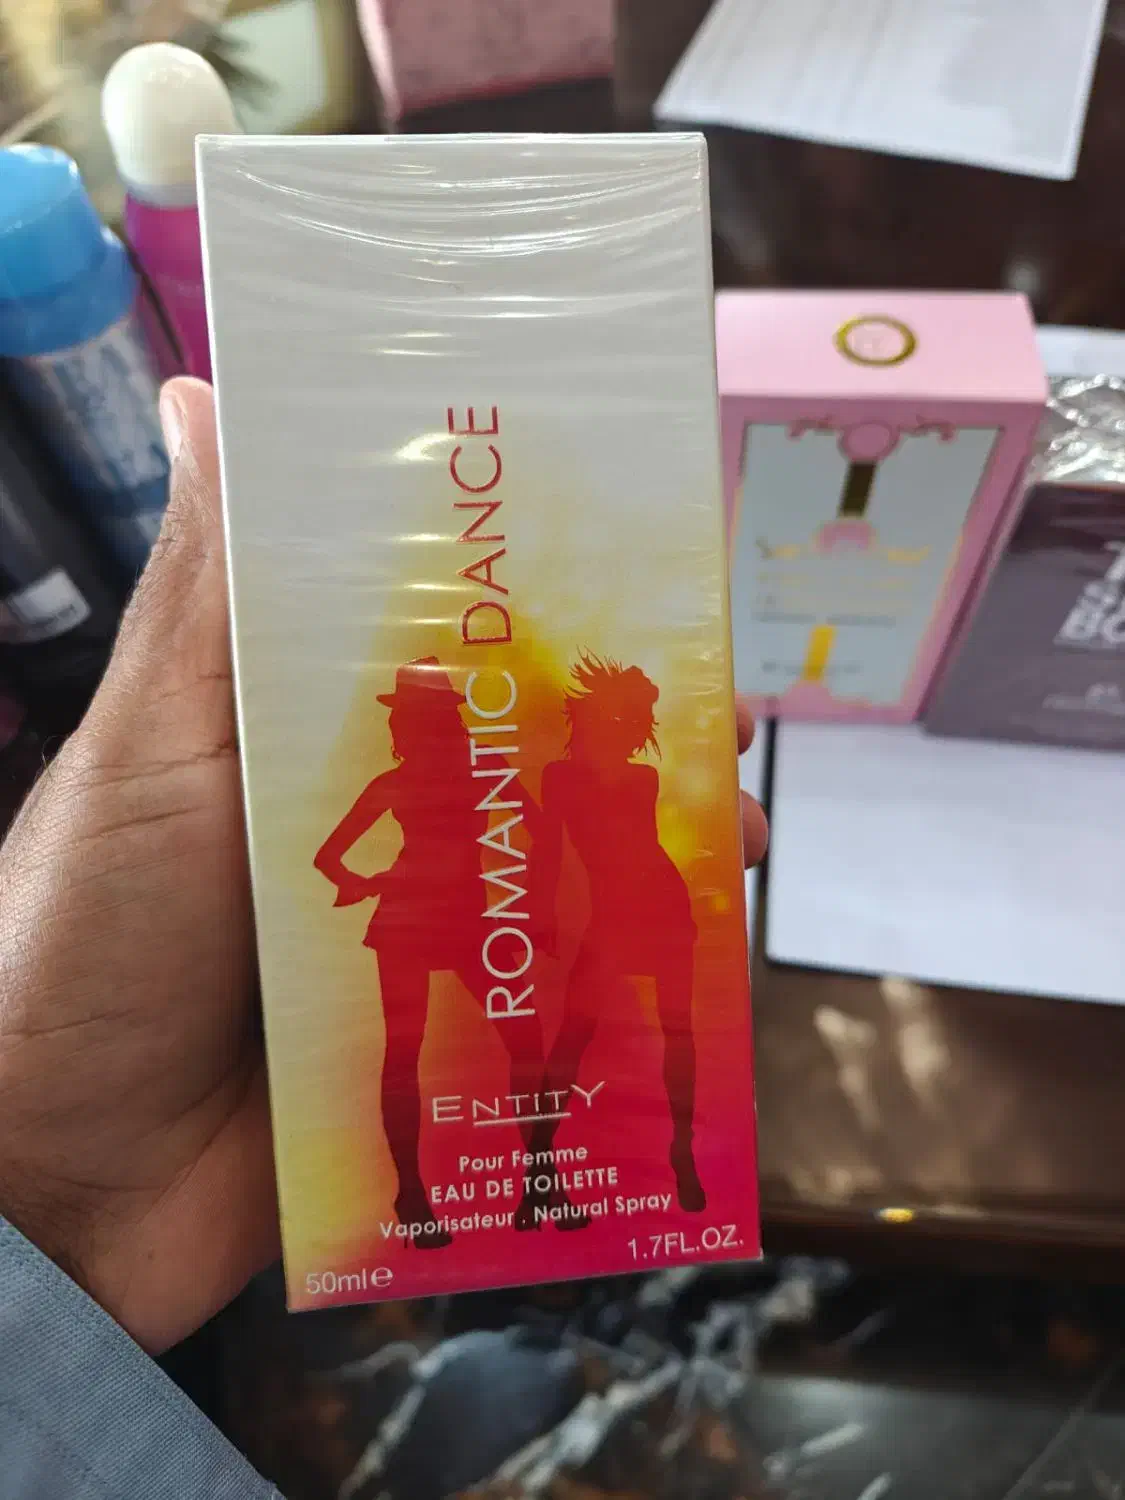 ROMANTIC DANCE
ENTITY
Pour Femme
EAU DE TOILETTE
Vaporisateur . Natural Spray
50ml℮
1.7FL.OZ.